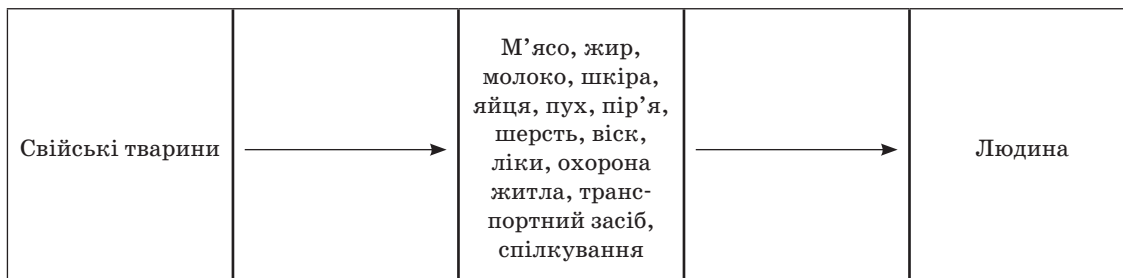 Свійські тварини
М’ясо, жир,
молоко, шкіра,
яйця, пух, пір’я,
шерсть, віск,
ліки, охорона
житла, транс-
портний засіб,
спілкування
Людина